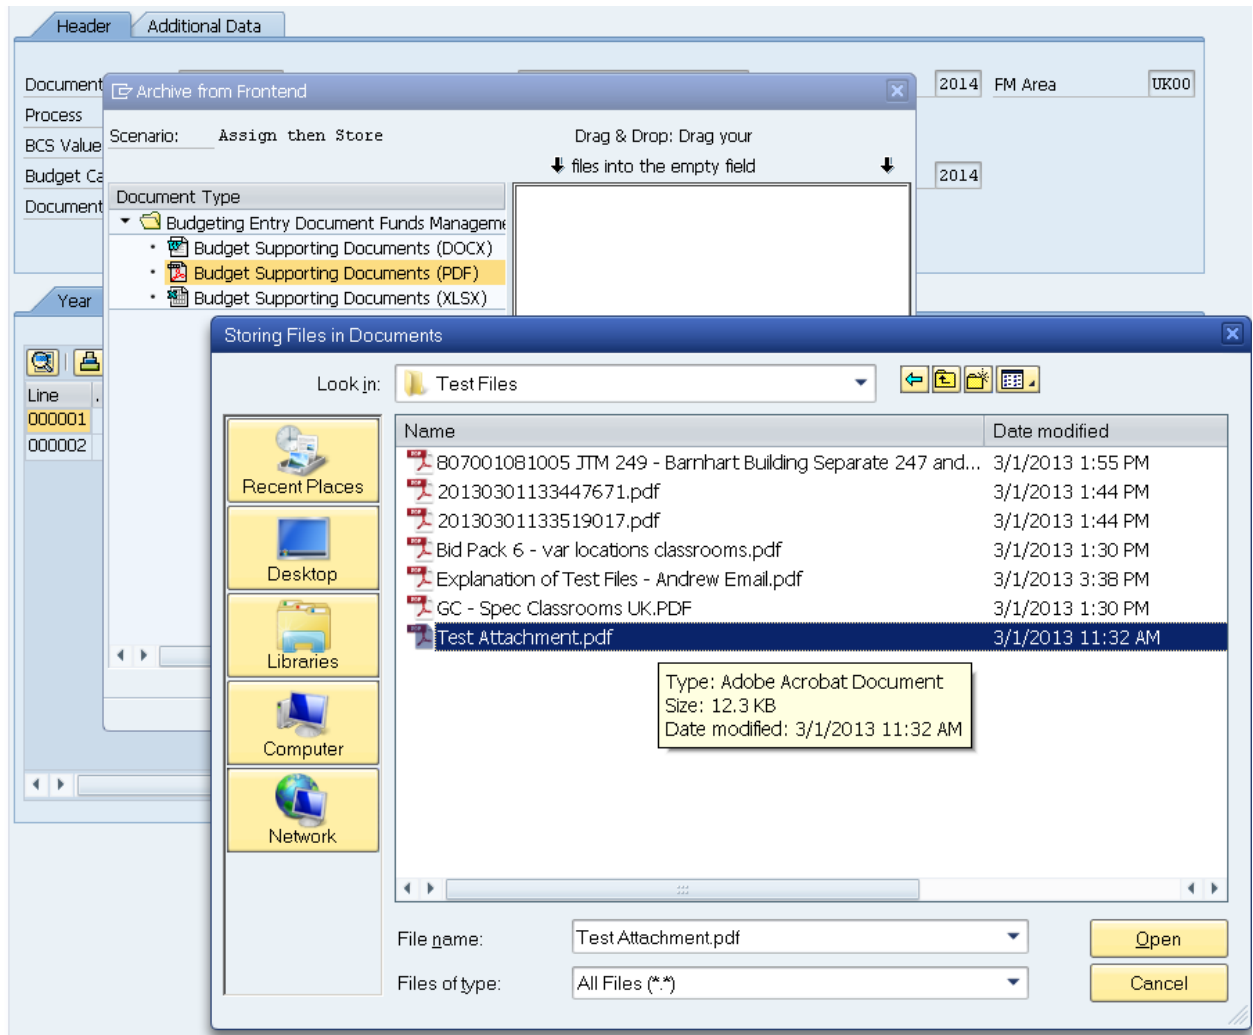 Header Additional Data
Document 2014 FM Area UK00
Archive from Frontend
Process
Scenario: Assign then Store Drag & Drop: Drag your
BCS Value
files into the empty field
Budget Ca 2014
Document Type
Document
Budgeting Entry Document Funds Manageme
Budget Supporting Documents (DOCX)
Budget Supporting Documents (PDF)
Budget Supporting Documents (XLSX)
Year
Storing Files in Documents
Look in: Test Files
Line .
000001
000002
Name Date modified
807001081005 JTM 249 - Barnhart Building Separate 247 and... 3/1/2013 1:55 PM
20130301133447671.pdf 3/1/2013 1:44 PM
20130301133519017.pdf 3/1/2013 1:44 PM
Bid Pack 6 - var locations classrooms.pdf 3/1/2013 1:30 PM
Explanation of Test Files - Andrew Email.pdf 3/1/2013 3:38 PM
GC - Spec Classrooms UK.PDF 3/1/2013 1:30 PM
Test Attachment.pdf 3/1/2013 11:32 AM
Type: Adobe Acrobat Document
Size: 12.3 KB
Date modified: 3/1/2013 11:32 AM
Recent Places
Desktop
Libraries
Computer
Network
File name: Test Attachment.pdf Open
Files of type: All Files (*.*) Cancel